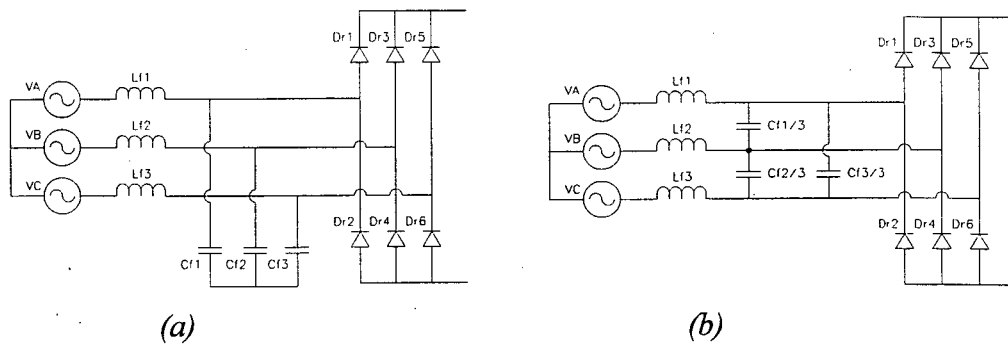 Dr1 Dr3 Dr5
VA Lf1
VB Lf2
VC Lf3
Dr2 Dr4 Dr6
Cf1 Cf2 Cf3
(a)
Dr1 Dr3 Dr5
VA Lf1
Cf1/3
VB Lf2
Cf2/3 Cf3/3
VC Lf3
Dr2 Dr4 Dr6
(b)